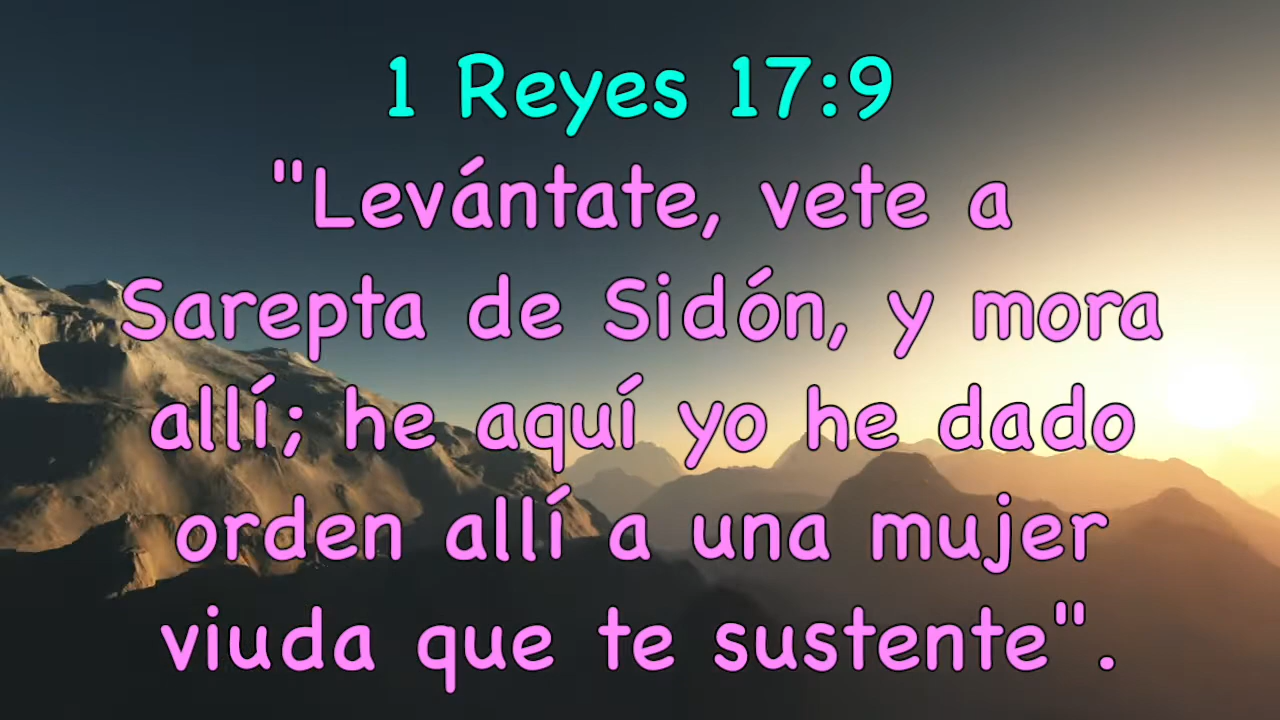 1 Reyes 17:9
"Levántate, vete a
Sarepta de Sidón, y mora
allí; he aquí yo he dado
orden allí a una mujer
viuda que te sustente".